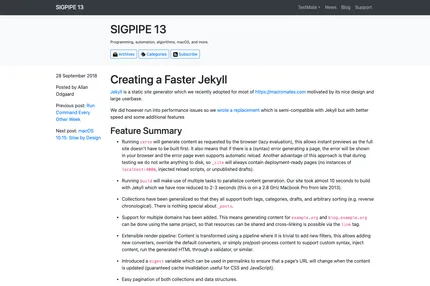 SIGPIPE 13
TextMate
News
Blog
Support
SIGPIPE 13
Programming, automation, algorithms, macOS, and more.
Archives
Categories
Subscribe
28 September 2018
Posted by Allan
Odgaard
Previous post: Run
Command Every
Other Week
Next post: macOS
10.15: Slow by Design
Creating a Faster Jekyll
Jekyll is a static site generator which we recently adopted for most of https://macromates.com motivated by its nice design and
large userbase.
We did however run into performance issues so we wrote a replacement which is semi-compatible with Jekyll but with better
speed and some additional features
Feature Summary
Running serve will generate content as requested by the browser (lazy evaluation), this allows instant previews as the full
site doesn't have to be built first. It also means that if there is a (syntax) error generating a page, the error will be shown
in your browser and the error page even supports automatic reload. Another advantage of this approach is that during
testing we do not write anything to disk, so _site will always contain deployment-ready pages (no instances of
localhost:4000, injected reload scripts, or unpublished drafts).
Running build will make use of multiple tasks to parallelize content generation. Our site took almost 10 seconds to build
with Jekyll which we have now reduced to 2-3 seconds (this is on a 2.8 GHz Macbook Pro from late 2013).
Collections have been generalized so that they all support both tags, categories, drafts, and arbitrary sorting (e.g. reverse
chronological). There is nothing special about _posts.
Support for multiple domains has been added. This means generating content for example.org and blog.example.org
can be done using the same project, so that resources can be shared and cross-linking is possible via the link tag.
Extensible render pipeline: Content is transformed using a pipeline where it is trivial to add new filters, this allows adding
new converters, override the default converters, or simply pre/post-process content to support custom syntax, inject
content, run the generated HTML through a validator, or similar.
Introduced a digest variable which can be used in permalinks to ensure that a page's URL will change when the content
is updated (guaranteed cache invalidation useful for CSS and JavaScript).
Easy pagination of both collections and data structures.